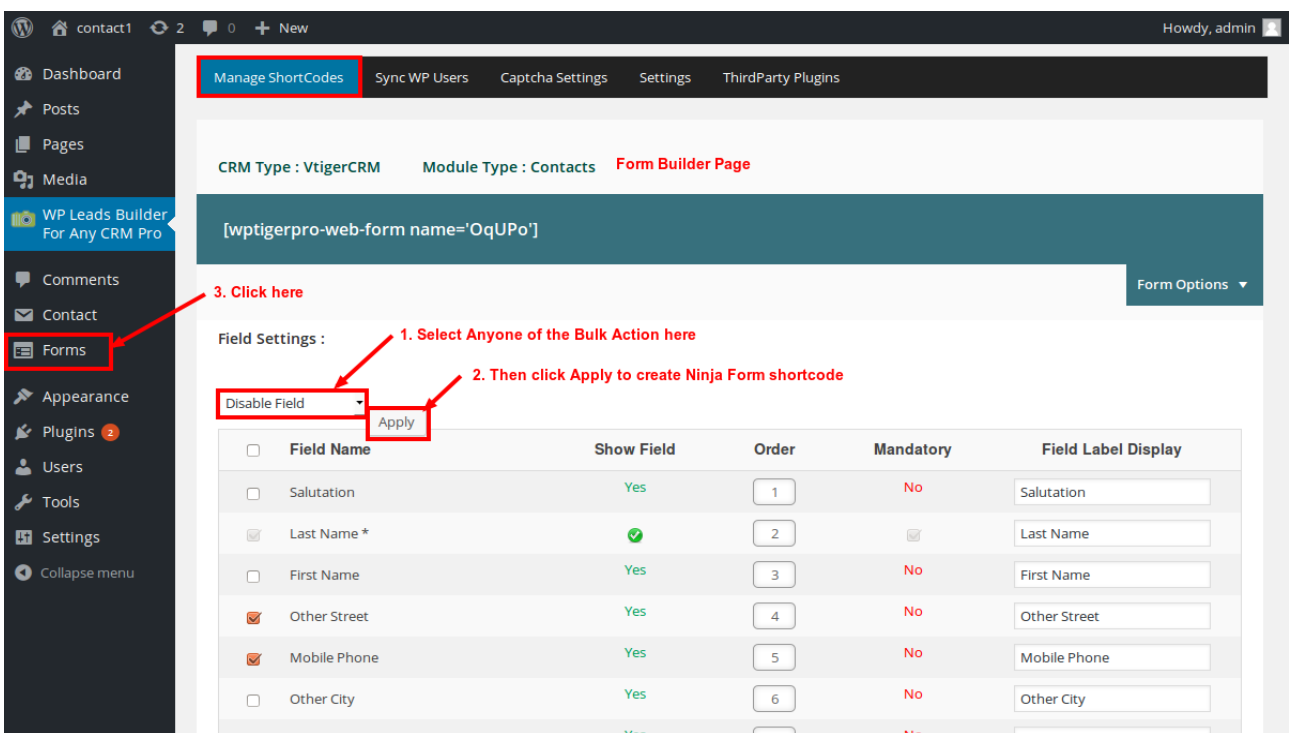 contact1 2 0 + New Howdy, admin
Dashboard
Posts
Pages
Media
WP Leads Builder
For Any CRM Pro
Comments
Contact
Forms
Appearance
Plugins 2
Users
Tools
Settings
Collapse menu
Manage ShortCodes Sync WP Users Captcha Settings Settings ThirdParty Plugins
CRM Type : VtigerCRM Module Type : Contacts Form Builder Page
[wptigerpro-web-form name='OqUPo']
Form Options
3. Click here
Field Settings :
1. Select Anyone of the Bulk Action here
2. Then click Apply to create Ninja Form shortcode
Disable Field
Apply
Field Name Show Field Order Mandatory Field Label Display
Salutation Yes 1 No Salutation
Last Name * 2 Last Name
First Name Yes 3 No First Name
Other Street Yes 4 No Other Street
Mobile Phone Yes 5 No Mobile Phone
Other City Yes 6 No Other City